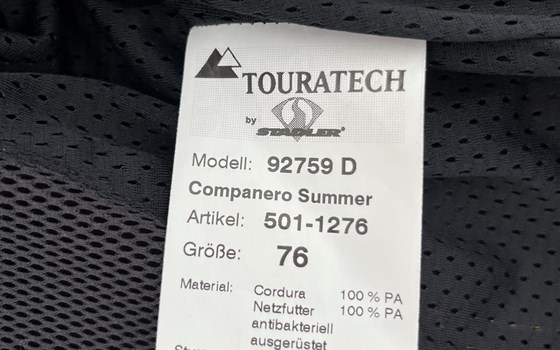 TOURATECH
by STADLER
Modell: 92759 D
Companero Summer
Artikel: 501-1276
Größe: 76
Material: Cordura 100 % PA
Netzfutter 100 % PA
antibakteriell
ausgerüstet